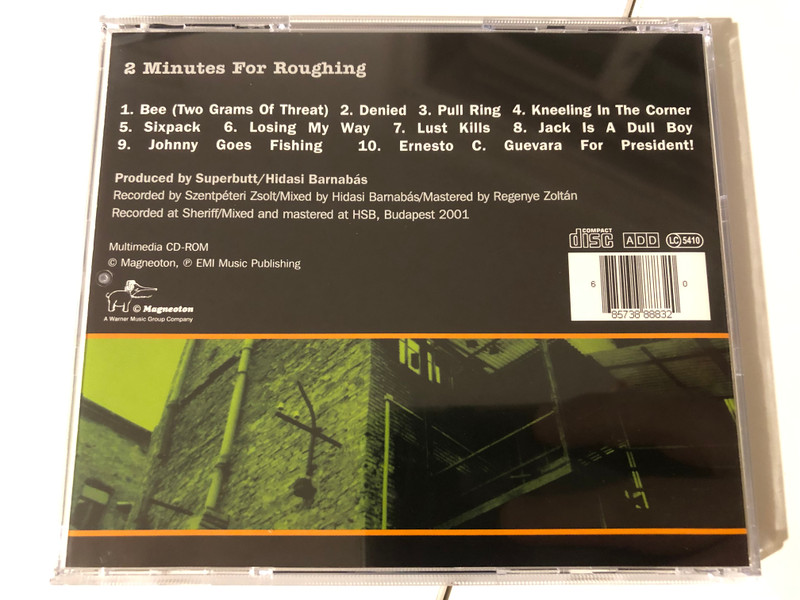 2 Minutes For Roughing
1. Bee (Two Grams Of Threat) 2. Denied 3. Pull Ring 4. Kneeling In The Corner
5. Sixpack 6. Losing My Way 7. Lust Kills 8. Jack Is A Dull Boy
9. Johnny Goes Fishing 10. Ernesto C. Guevara For President!
Produced by Superbutt/Hidasi Barnabás
Recorded by Szentpéteri Zsolt/Mixed by Hidasi Barnabás/Mastered by Regenye Zoltán
Recorded at Sheriff/Mixed and mastered at HSB, Budapest 2001
COMPACT
disc ADD LC 5410
Multimedia CD-ROM
© Magneoton, ℗ EMI Music Publishing
6 85738 88832 0
© Magneoton
A Warner Music Group Company